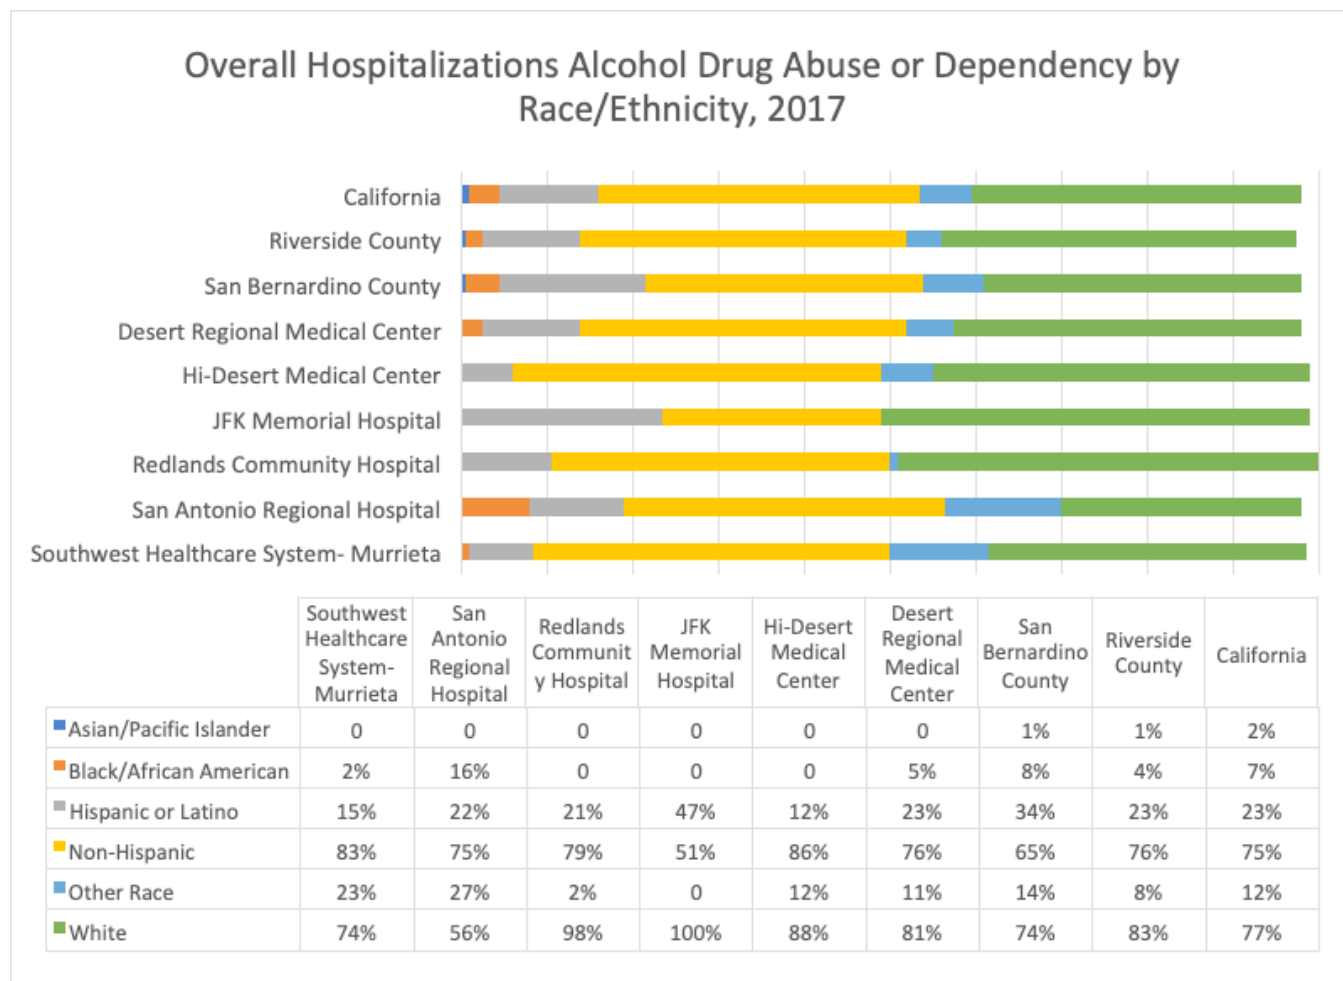 Overall Hospitalizations Alcohol Drug Abuse or Dependency by
Race/Ethnicity, 2017
California
Riverside County
San Bernardino County
Desert Regional Medical Center
Hi-Desert Medical Center
JFK Memorial Hospital
Redlands Community Hospital
San Antonio Regional Hospital
Southwest Healthcare System- Murrieta
Southwest Healthcare System- Murrieta San Antonio Regional Hospital Redlands Communit y Hospital JFK Memorial Hospital Hi-Desert Medical Center Desert Regional Medical Center San Bernardino County Riverside County California
Asian/Pacific Islander 0 0 0 0 0 0 1% 1% 2%
Black/African American 2% 16% 0 0 0 5% 8% 4% 7%
Hispanic or Latino 15% 22% 21% 47% 12% 23% 34% 23% 23%
Non-Hispanic 83% 75% 79% 51% 86% 76% 65% 76% 75%
Other Race 23% 27% 2% 0 12% 11% 14% 8% 12%
White 74% 56% 98% 100% 88% 81% 74% 83% 77%